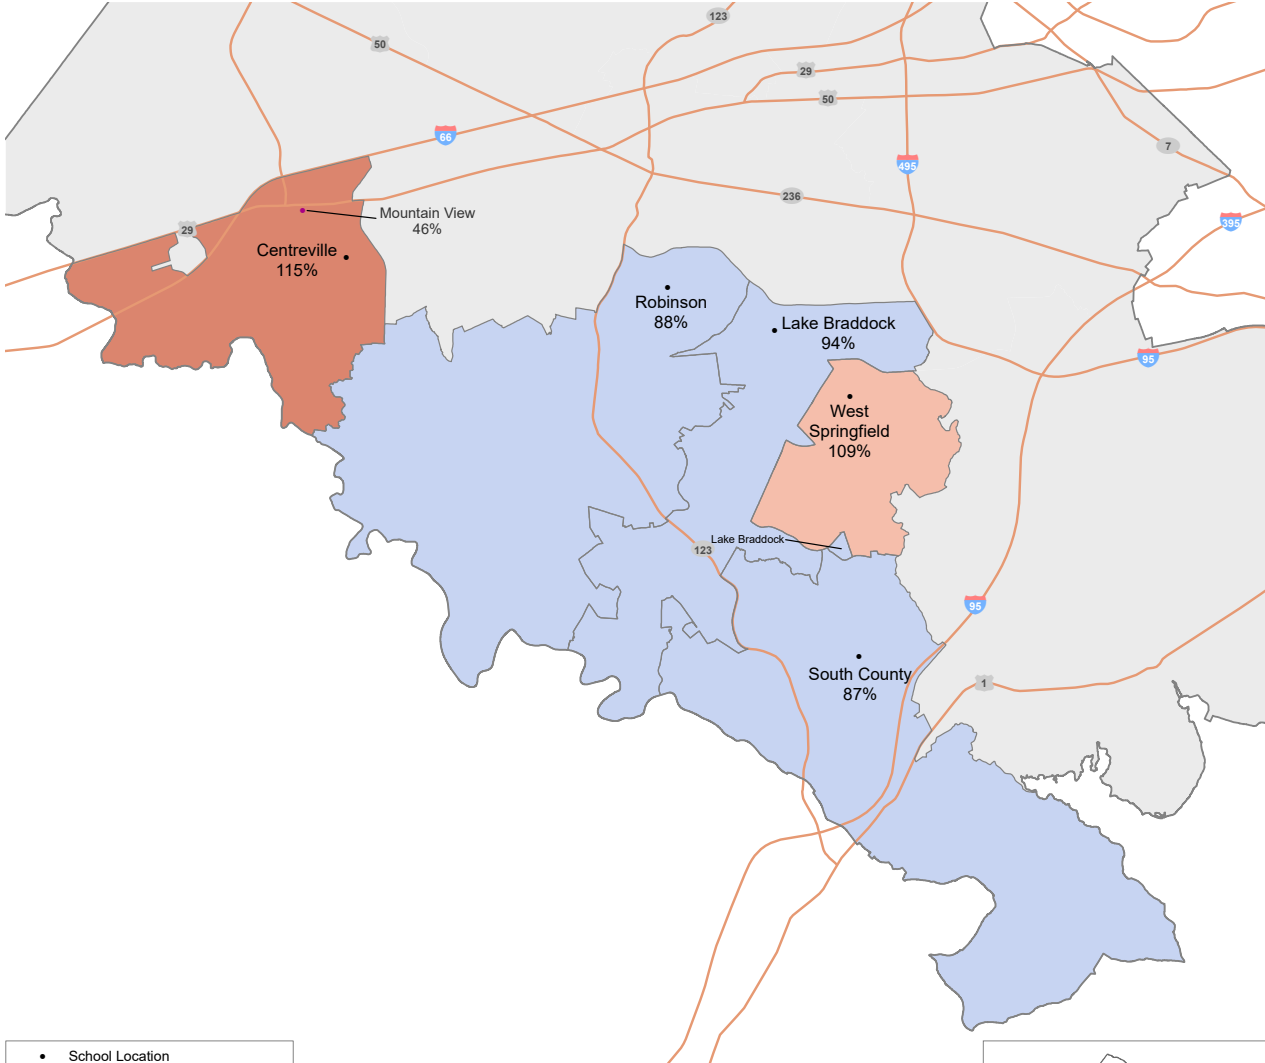 123
50
29
50
66
7
495
236
395
Mountain View
46%
29
Centreville
115%
Robinson
88%
Lake Braddock
94%
95
West
Springfield
109%
Lake Braddock
123
95
South County
87%
1
School Location